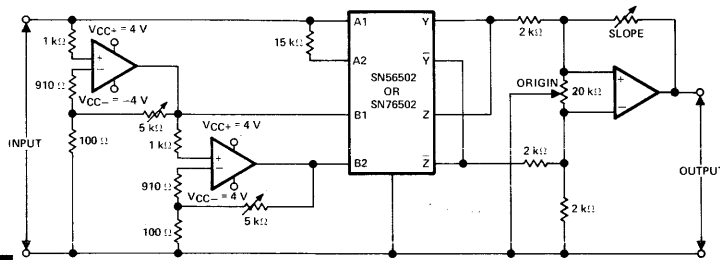 VCC+ = 4 V
1 kΩ
+
−
910 Ω
VCC− = −4 V
5 kΩ
100 Ω
INPUT
1 kΩ
VCC+ = 4 V
+
−
910 Ω
VCC− = 4 V
5 kΩ
100 Ω
15 kΩ
A1
A2
B1
B2
SN56502
OR
SN76502
Y
Y̅
Z
Z̅
2 kΩ
SLOPE
ORIGIN
20 kΩ
+
−
2 kΩ
2 kΩ
OUTPUT